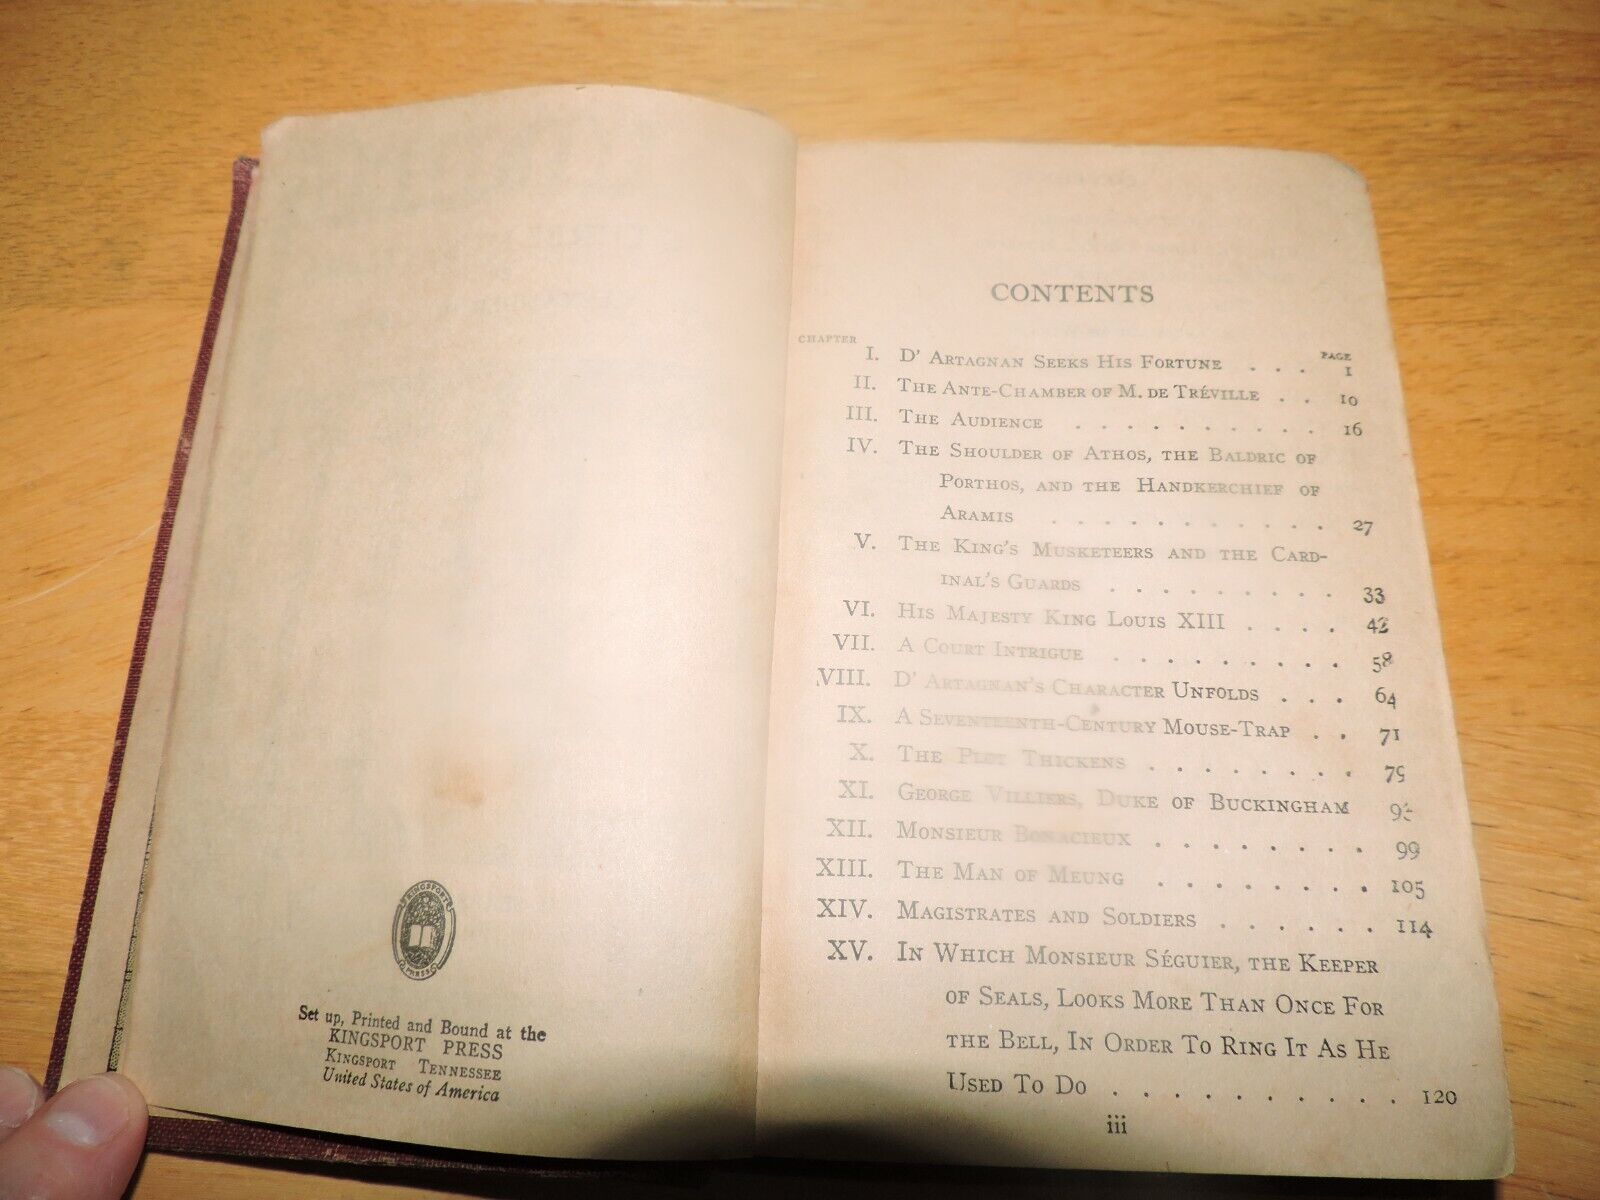 KINGSPORT
PRESS
Set up, Printed and Bound at the
KINGSPORT PRESS
KINGSPORT TENNESSEE
United States of America
CONTENTS
CHAPTER PAGE
I. D' ARTAGNAN SEEKS HIS FORTUNE . . . 1
II. THE ANTE-CHAMBER OF M. DE TRÉVILLE . . 10
III. THE AUDIENCE . . . . . . . . . . 16
IV. THE SHOULDER OF ATHOS, THE BALDRIC OF
PORTHOS, AND THE HANDKERCHIEF OF
ARAMIS . . . . . . . . . . . 27
V. THE KING'S MUSKETEERS AND THE CARD-
INAL'S GUARDS . . . . . . . . . 33
VI. HIS MAJESTY KING LOUIS XIII . . . . 42
VII. A COURT INTRIGUE . . . . . . . . . 58
VIII. D' ARTAGNAN'S CHARACTER UNFOLDS . . . 64
IX. A SEVENTEENTH-CENTURY MOUSE-TRAP . . 71
X. THE PLOT THICKENS . . . . . . . . 79
XI. GEORGE VILLIERS, DUKE OF BUCKINGHAM
XII. MONSIEUR BONACIEUX . . . . . . . . 99
XIII. THE MAN OF MEUNG . . . . . . . . 105
XIV. MAGISTRATES AND SOLDIERS . . . . . . 114
XV. IN WHICH MONSIEUR SÉGUIER, THE KEEPER
OF SEALS, LOOKS MORE THAN ONCE FOR
THE BELL, IN ORDER TO RING IT AS HE
USED TO DO . . . . . . . . . . 120
iii